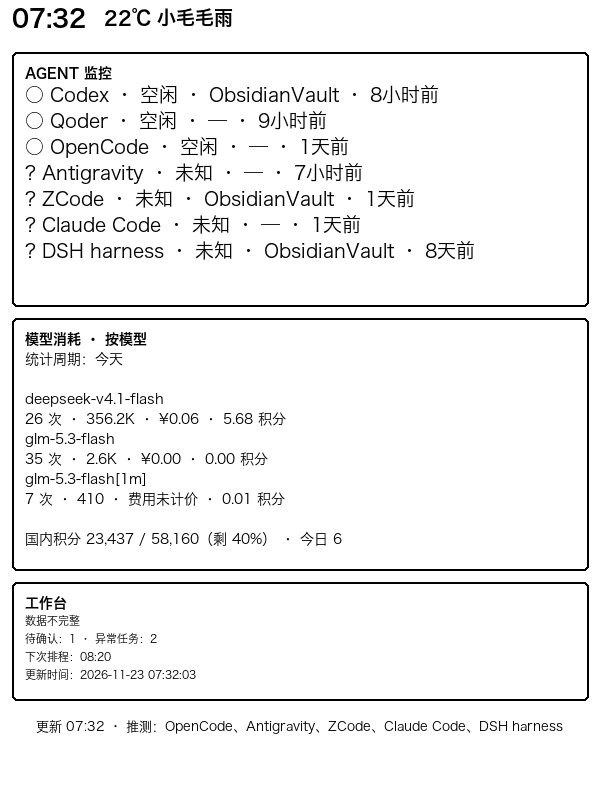 07:32 22℃ 小毛毛雨
AGENT 监控
○ Codex · 空闲 · ObsidianVault · 8小时前
○ Qoder · 空闲 · — · 9小时前
○ OpenCode · 空闲 · — · 1天前
? Antigravity · 未知 · — · 7小时前
? ZCode · 未知 · ObsidianVault · 1天前
? Claude Code · 未知 · — · 1天前
? DSH harness · 未知 · ObsidianVault · 8天前
模型消耗 · 按模型
统计周期：今天
deepseek-v4.1-flash
26 次 · 356.2K · ¥0.06 · 5.68 积分
glm-5.3-flash
35 次 · 2.6K · ¥0.00 · 0.00 积分
glm-5.3-flash[1m]
7 次 · 410 · 费用未计价 · 0.01 积分
国内积分 23,437 / 58,160（剩 40%） · 今日 6
工作台
数据不完整
待确认：1 · 异常任务：2
下次排程：08:20
更新时间：2026-11-23 07:32:03
更新 07:32 · 推测：OpenCode、Antigravity、ZCode、Claude Code、DSH harness